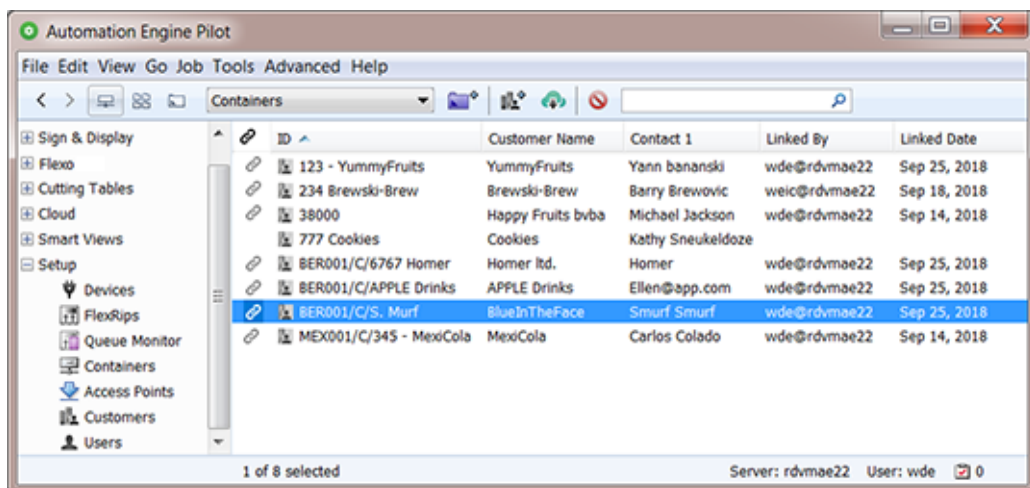 Automation Engine Pilot
File Edit View Go Job Tools Advanced Help
Containers
Sign & Display
Flexo
Cutting Tables
Cloud
Smart Views
Setup
Devices
FlexRips
Queue Monitor
Containers
Access Points
Customers
Users
ID Customer Name Contact 1 Linked By Linked Date
123 - YummyFruits YummyFruits Yann bananski wde@rdvmae22 Sep 25, 2018
234 Brewski-Brew Brewski-Brew Barry Brewovic weic@rdvmae22 Sep 18, 2018
38000 Happy Fruits bvba Michael Jackson wde@rdvmae22 Sep 14, 2018
777 Cookies Cookies Kathy Sneukeldoze
BER001/C/6767 Homer Homer ltd. Homer wde@rdvmae22 Sep 25, 2018
BER001/C/APPLE Drinks APPLE Drinks Ellen@app.com wde@rdvmae22 Sep 25, 2018
BER001/C/S. Murf BlueInTheFace Smurf Smurf wde@rdvmae22 Sep 25, 2018
MEX001/C/345 - MexiCola MexiCola Carlos Colado wde@rdvmae22 Sep 14, 2018
1 of 8 selected
Server: rdvmae22 User: wde 0